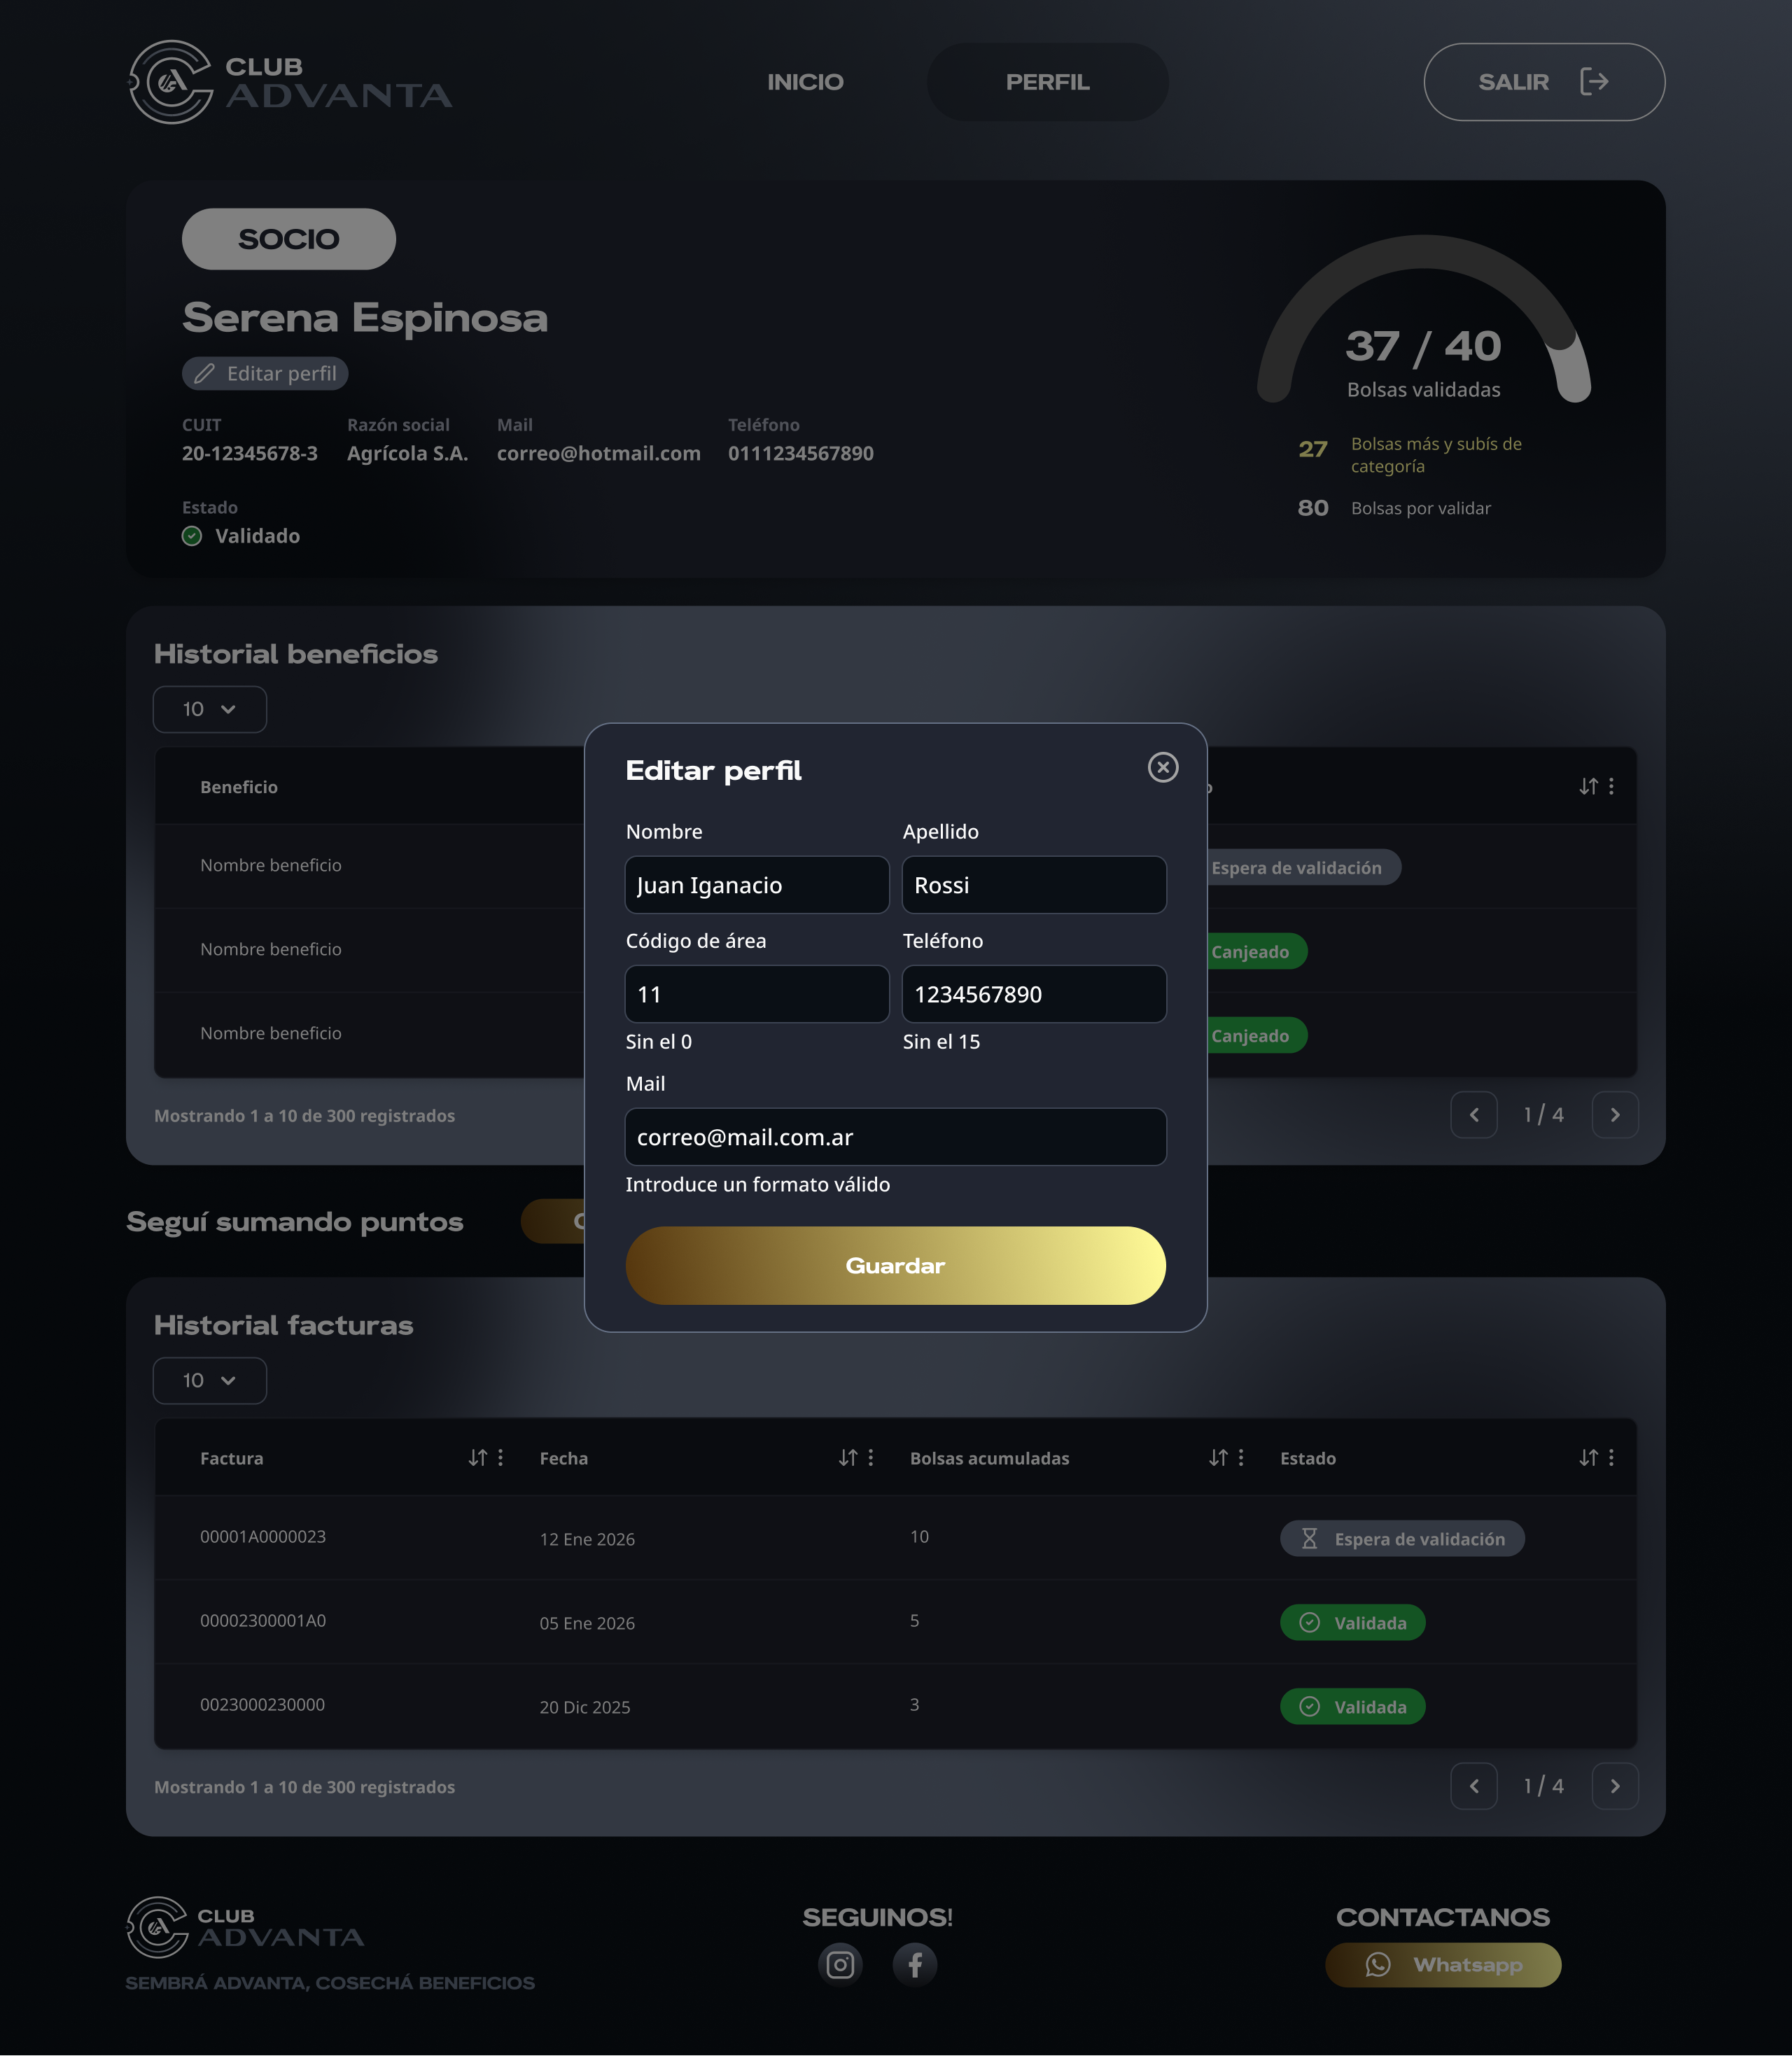 CLUB
ADVANTA
INICIO
PERFIL
SALIR
SOCIO
Serena Espinosa
Editar perfil
CUIT
Razón social
Mail
Teléfono
20-12345678-3
Agrícola S.A.
correo@hotmail.com
0111234567890
Estado
Validado
37 / 40
Bolsas validadas
27
Bolsas más y subís de
categoría
80
Bolsas por validar
Historial beneficios
10
Beneficio
Nombre beneficio
Espera de validación
Nombre beneficio
Canjeado
Nombre beneficio
Canjeado
Mostrando 1 a 10 de 300 registrados
1 / 4
Editar perfil
Nombre
Apellido
Juan Iganacio
Rossi
Código de área
Teléfono
11
1234567890
Sin el 0
Sin el 15
Mail
correo@mail.com.ar
Introduce un formato válido
Guardar
Seguí sumando puntos
Historial facturas
10
Factura
Fecha
Bolsas acumuladas
Estado
00001A0000023
12 Ene 2026
10
Espera de validación
00002300001A0
05 Ene 2026
5
Validada
0023000230000
20 Dic 2025
3
Validada
Mostrando 1 a 10 de 300 registrados
1 / 4
CLUB
ADVANTA
SEMBRÁ ADVANTA, COSECHÁ BENEFICIOS
SEGUINOS!
CONTACTANOS
Whatsapp